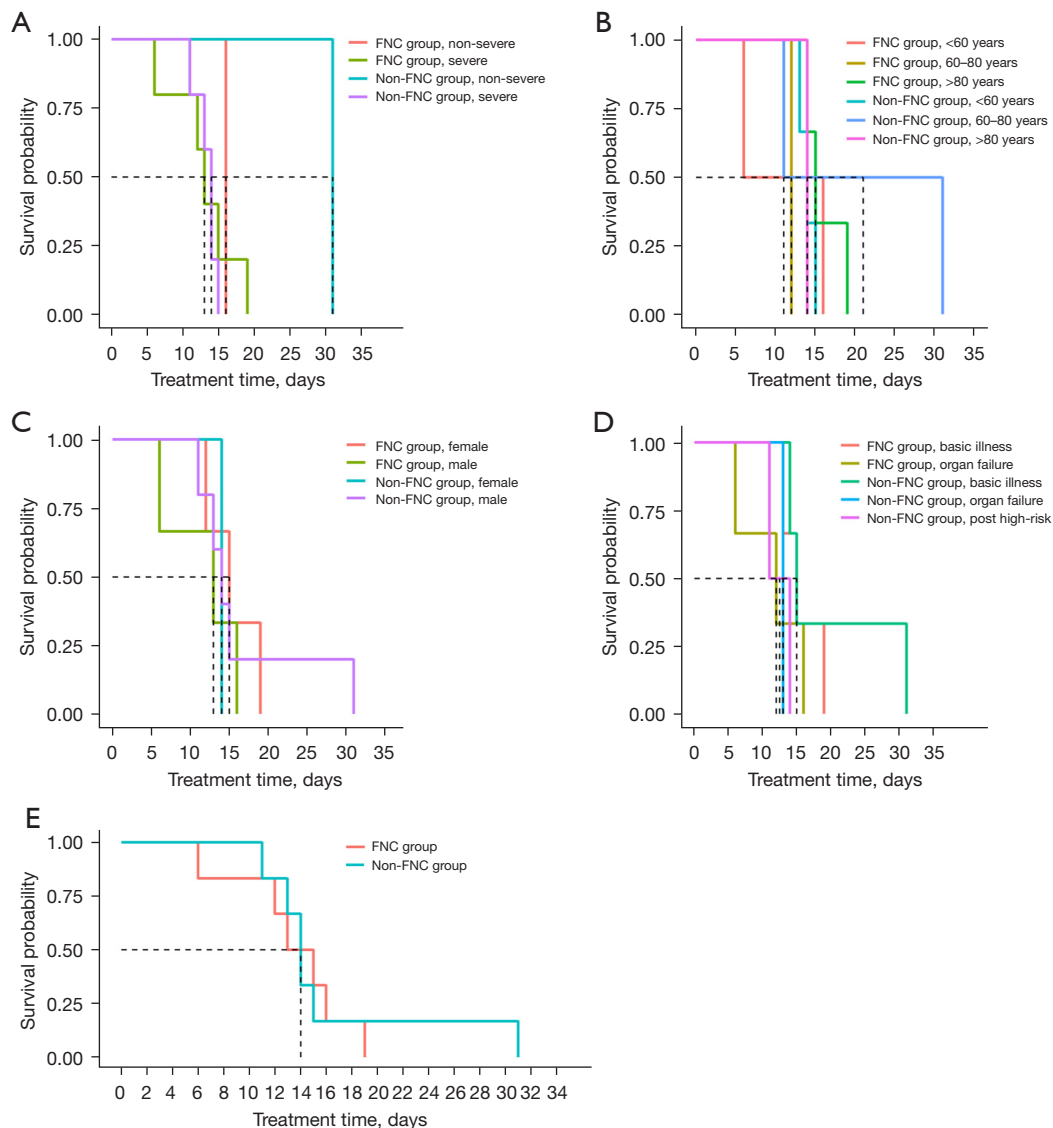 A
Survival probability
1.00
0.75
0.50
0.25
0.00
0 5 10 15 20 25 30 35
Treatment time, days
FNC group, non-severe
FNC group, severe
Non-FNC group, non-severe
Non-FNC group, severe
B
Survival probability
1.00
0.75
0.50
0.25
0.00
0 5 10 15 20 25 30 35
Treatment time, days
FNC group, <60 years
FNC group, 60–80 years
FNC group, >80 years
Non-FNC group, <60 years
Non-FNC group, 60–80 years
Non-FNC group, >80 years
C
Survival probability
1.00
0.75
0.50
0.25
0.00
0 5 10 15 20 25 30 35
Treatment time, days
FNC group, female
FNC group, male
Non-FNC group, female
Non-FNC group, male
D
Survival probability
1.00
0.75
0.50
0.25
0.00
0 5 10 15 20 25 30 35
Treatment time, days
FNC group, basic illness
FNC group, organ failure
Non-FNC group, basic illness
Non-FNC group, organ failure
Non-FNC group, post high-risk
E
Survival probability
1.00
0.75
0.50
0.25
0.00
0 2 4 6 8 10 12 14 16 18 20 22 24 26 28 30 32 34
Treatment time, days
FNC group
Non-FNC group